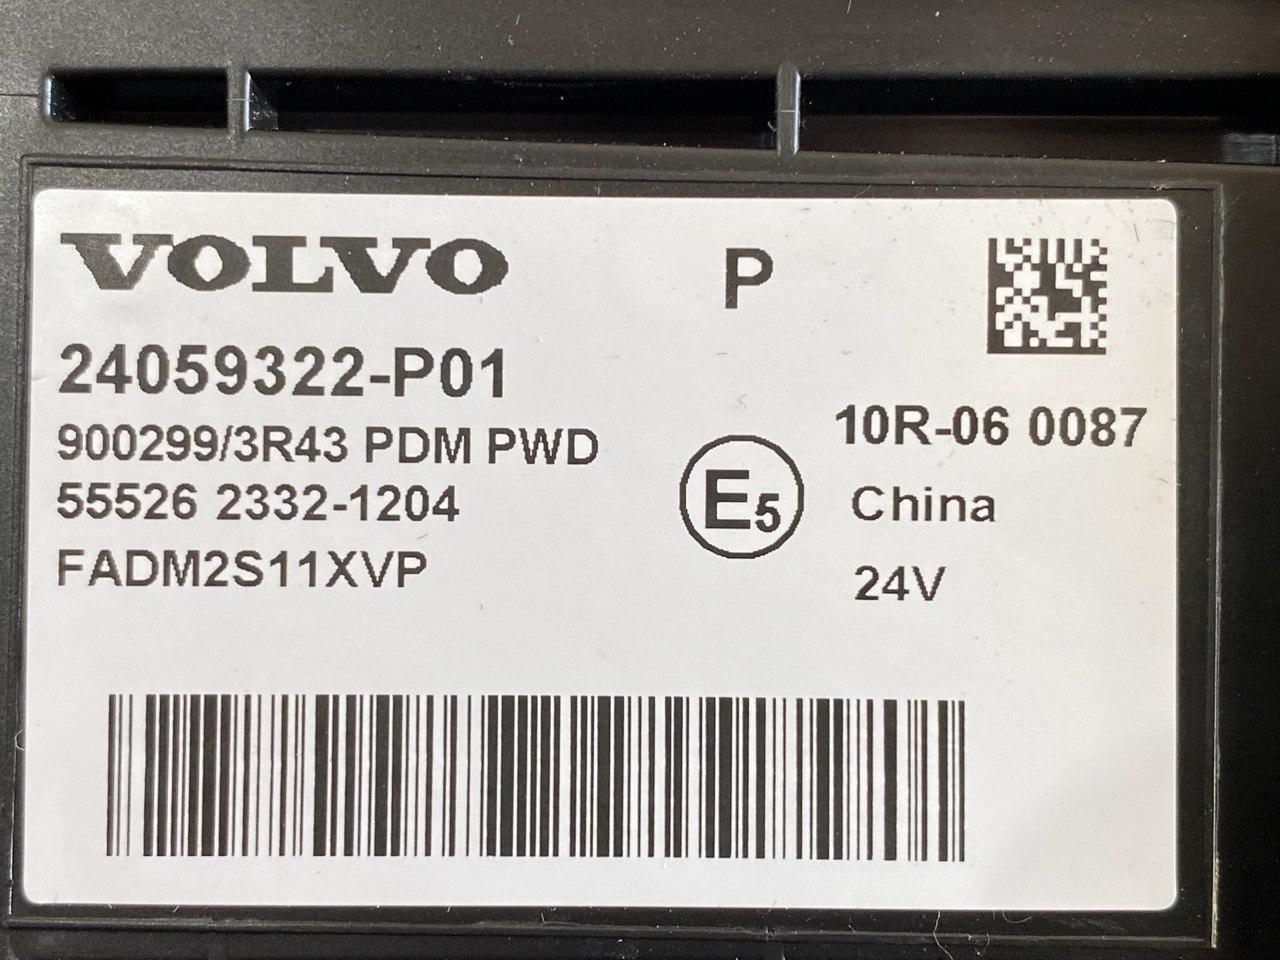 VOLVO
P
24059322-P01
900299/3R43 PDM PWD
55526 2332-1204
FADM2S11XVP
10R-06 0087
E5
China
24V